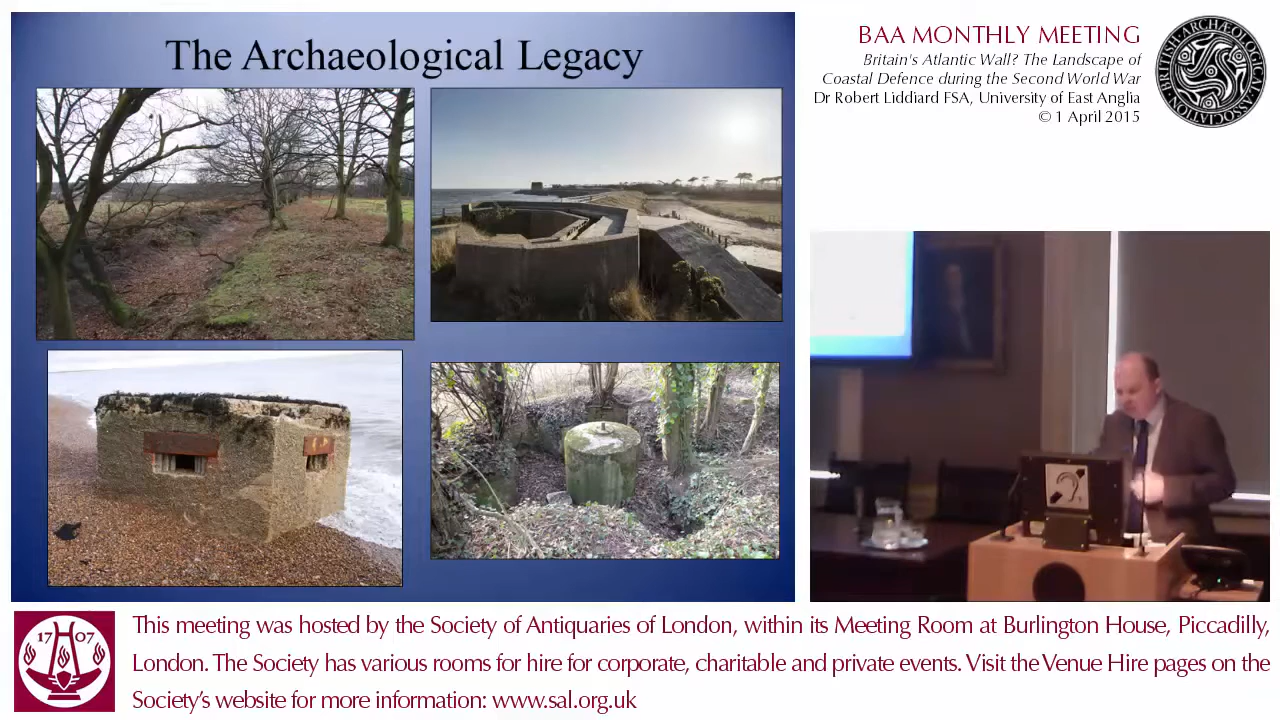 The Archaeological Legacy
BAA MONTHLY MEETING
Britain's Atlantic Wall? The Landscape of
Coastal Defence during the Second World War
Dr Robert Liddiard FSA, University of East Anglia
© 1 April 2015
BRITISH · ARCHÆOLOGICAL · ASSOCIATION
17 07
This meeting was hosted by the Society of Antiquaries of London, within its Meeting Room at Burlington House, Piccadilly,
London. The Society has various rooms for hire for corporate, charitable and private events. Visit the Venue Hire pages on the
Society's website for more information: www.sal.org.uk